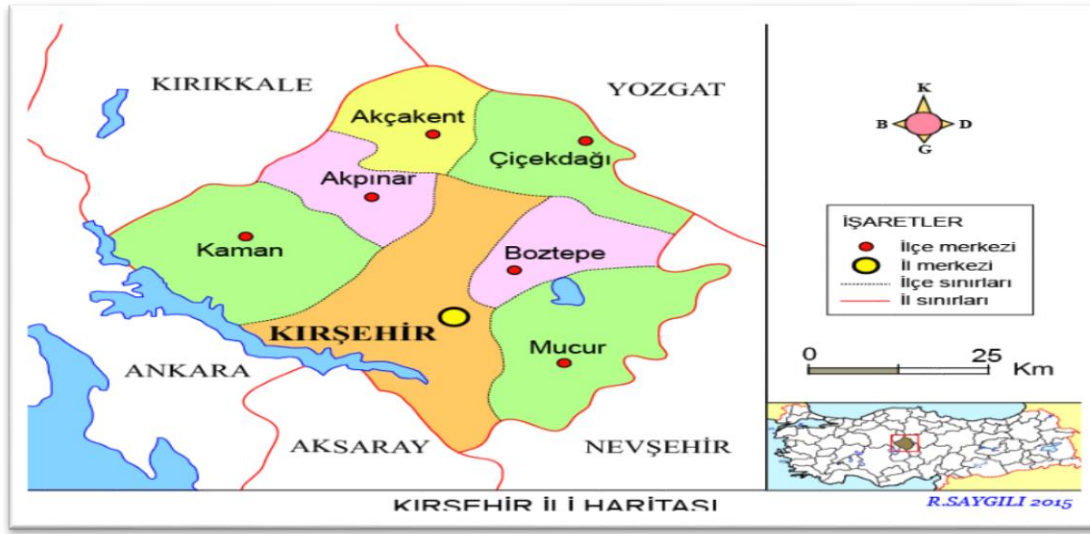 KIRIKKALE
YOZGAT
Akçakent
Çiçekdağı
Akpınar
Kaman
Boztepe
KIRŞEHİR
Mucur
ANKARA
AKSARAY
NEVŞEHİR
K
B D
G
İŞARETLER
İlçe merkezi
İl merkezi
İlçe sınırları
İl sınırları
0 25
Km
KIRŞEHİR İLİ HARİTASI
R.SAYGILI 2015